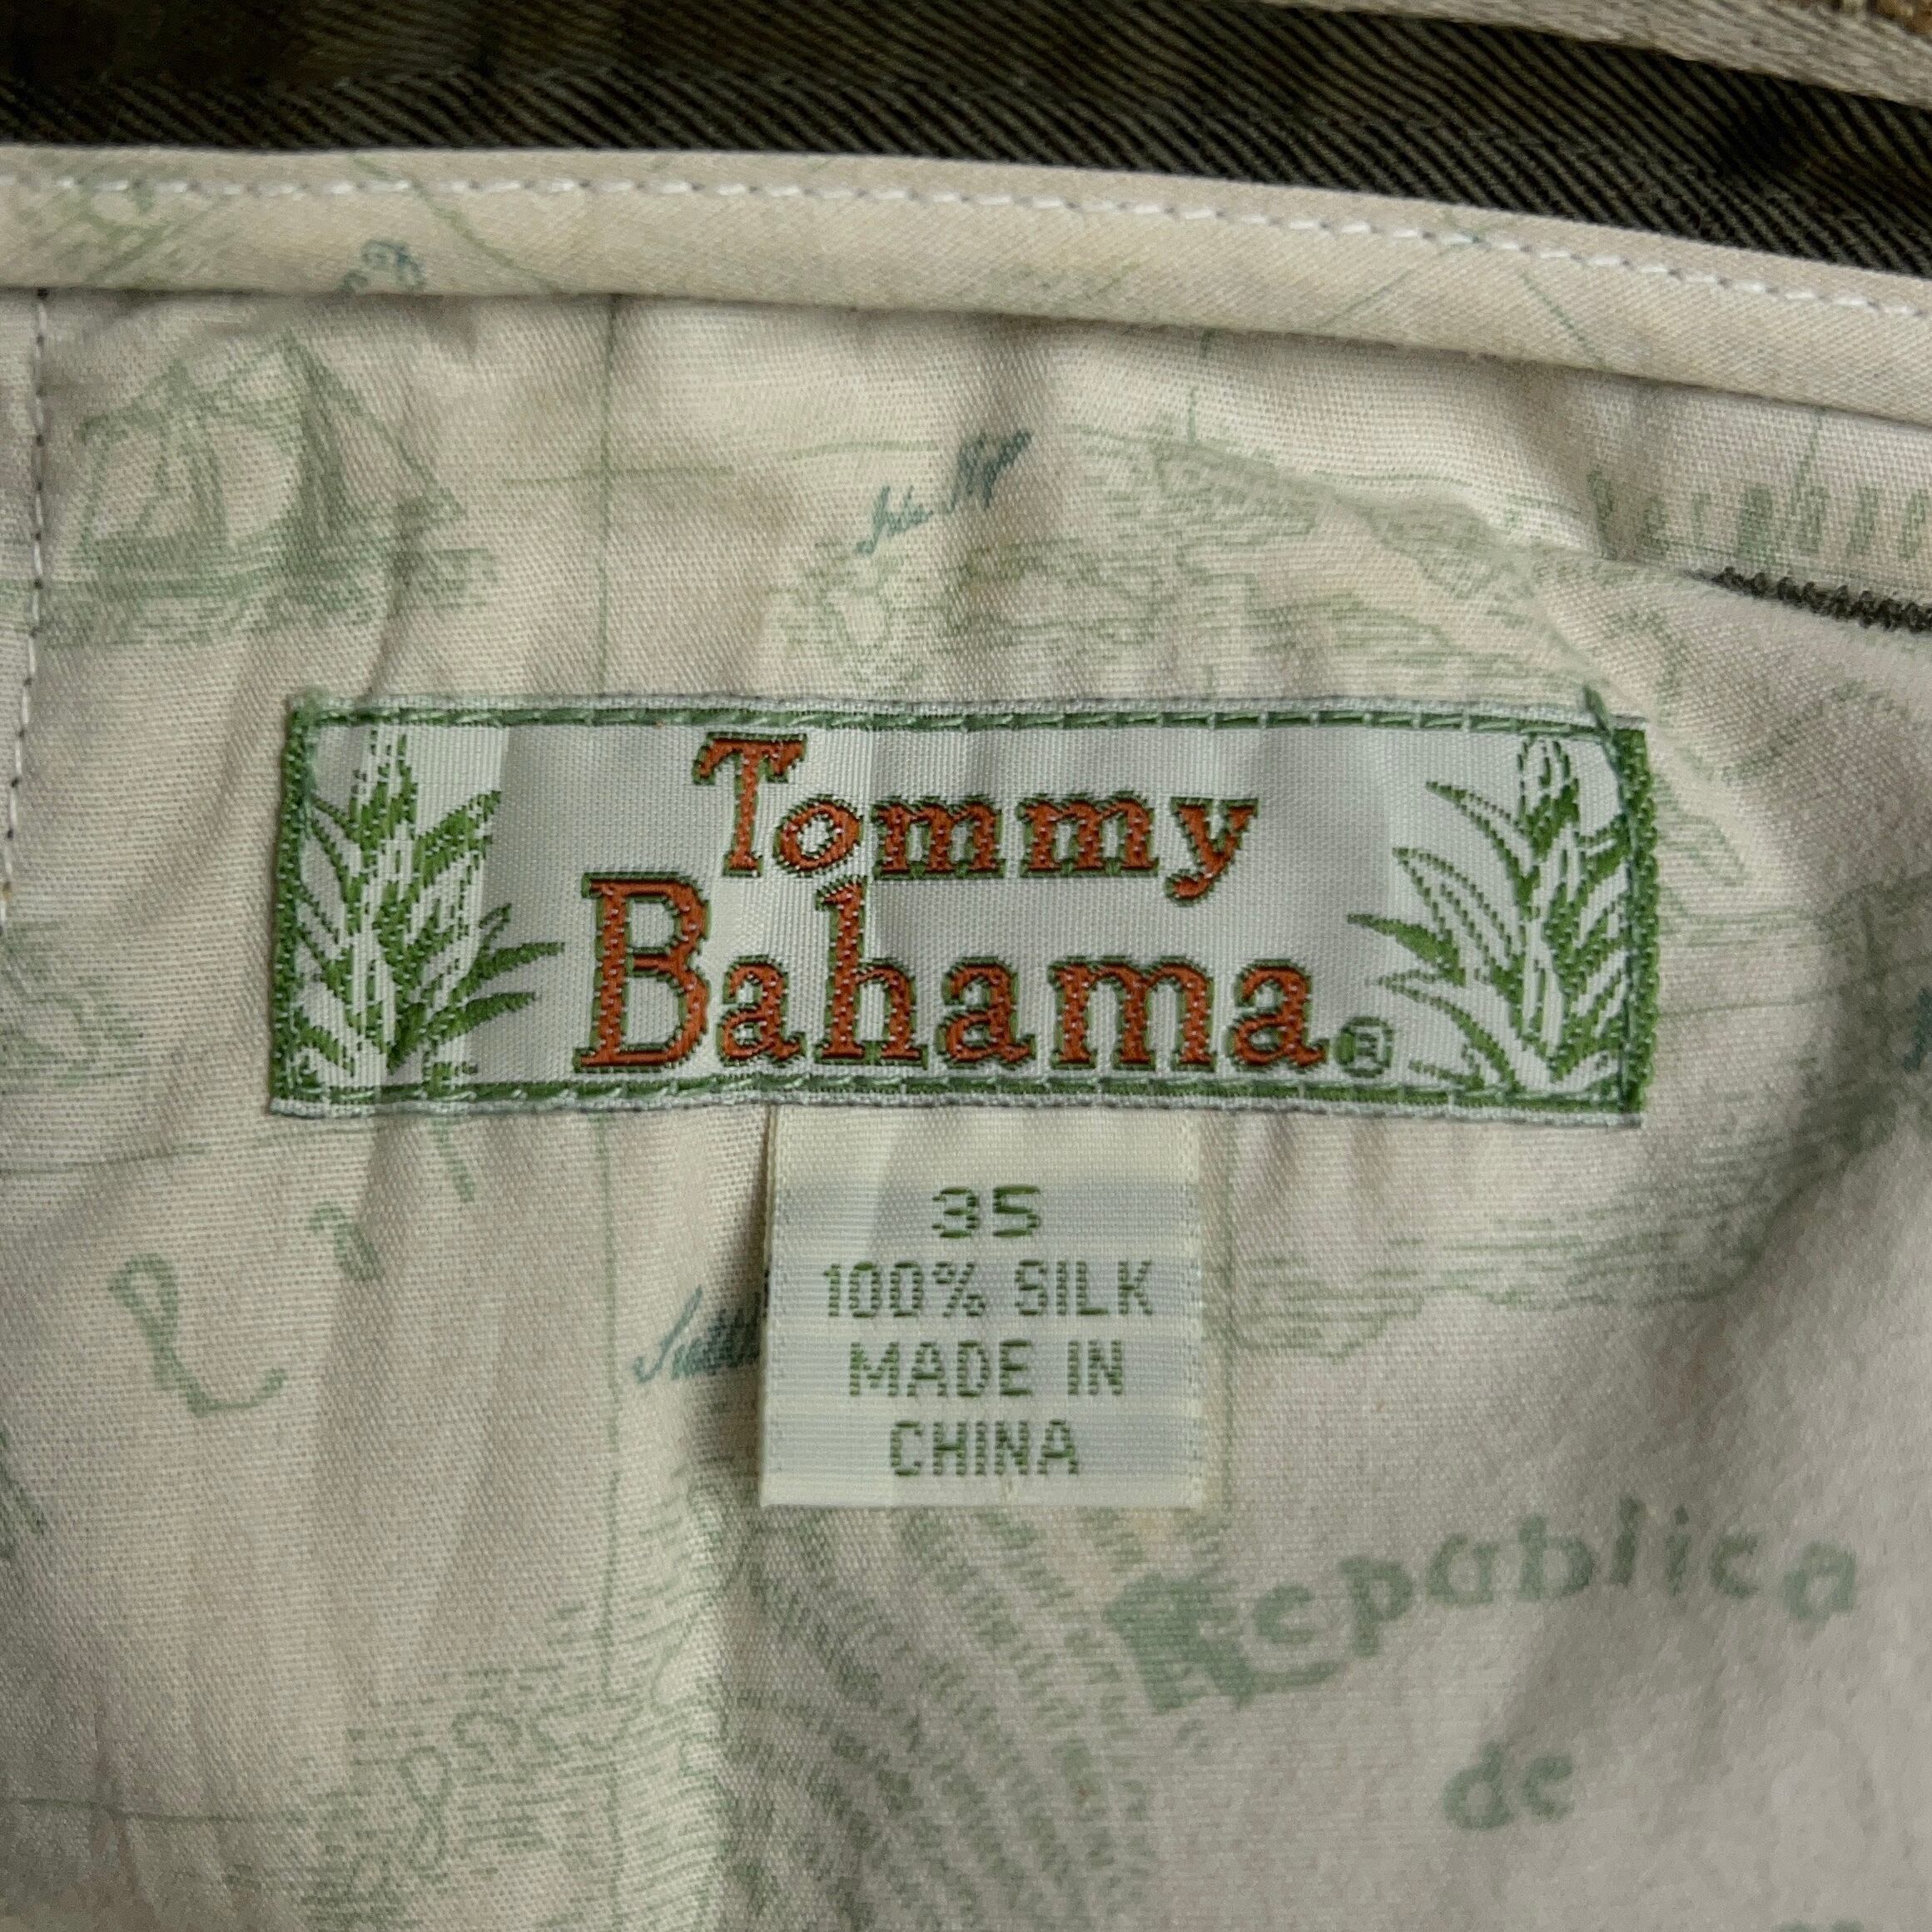 Tommy
Bahama®
35
100% SILK
MADE IN
CHINA
Republica
de